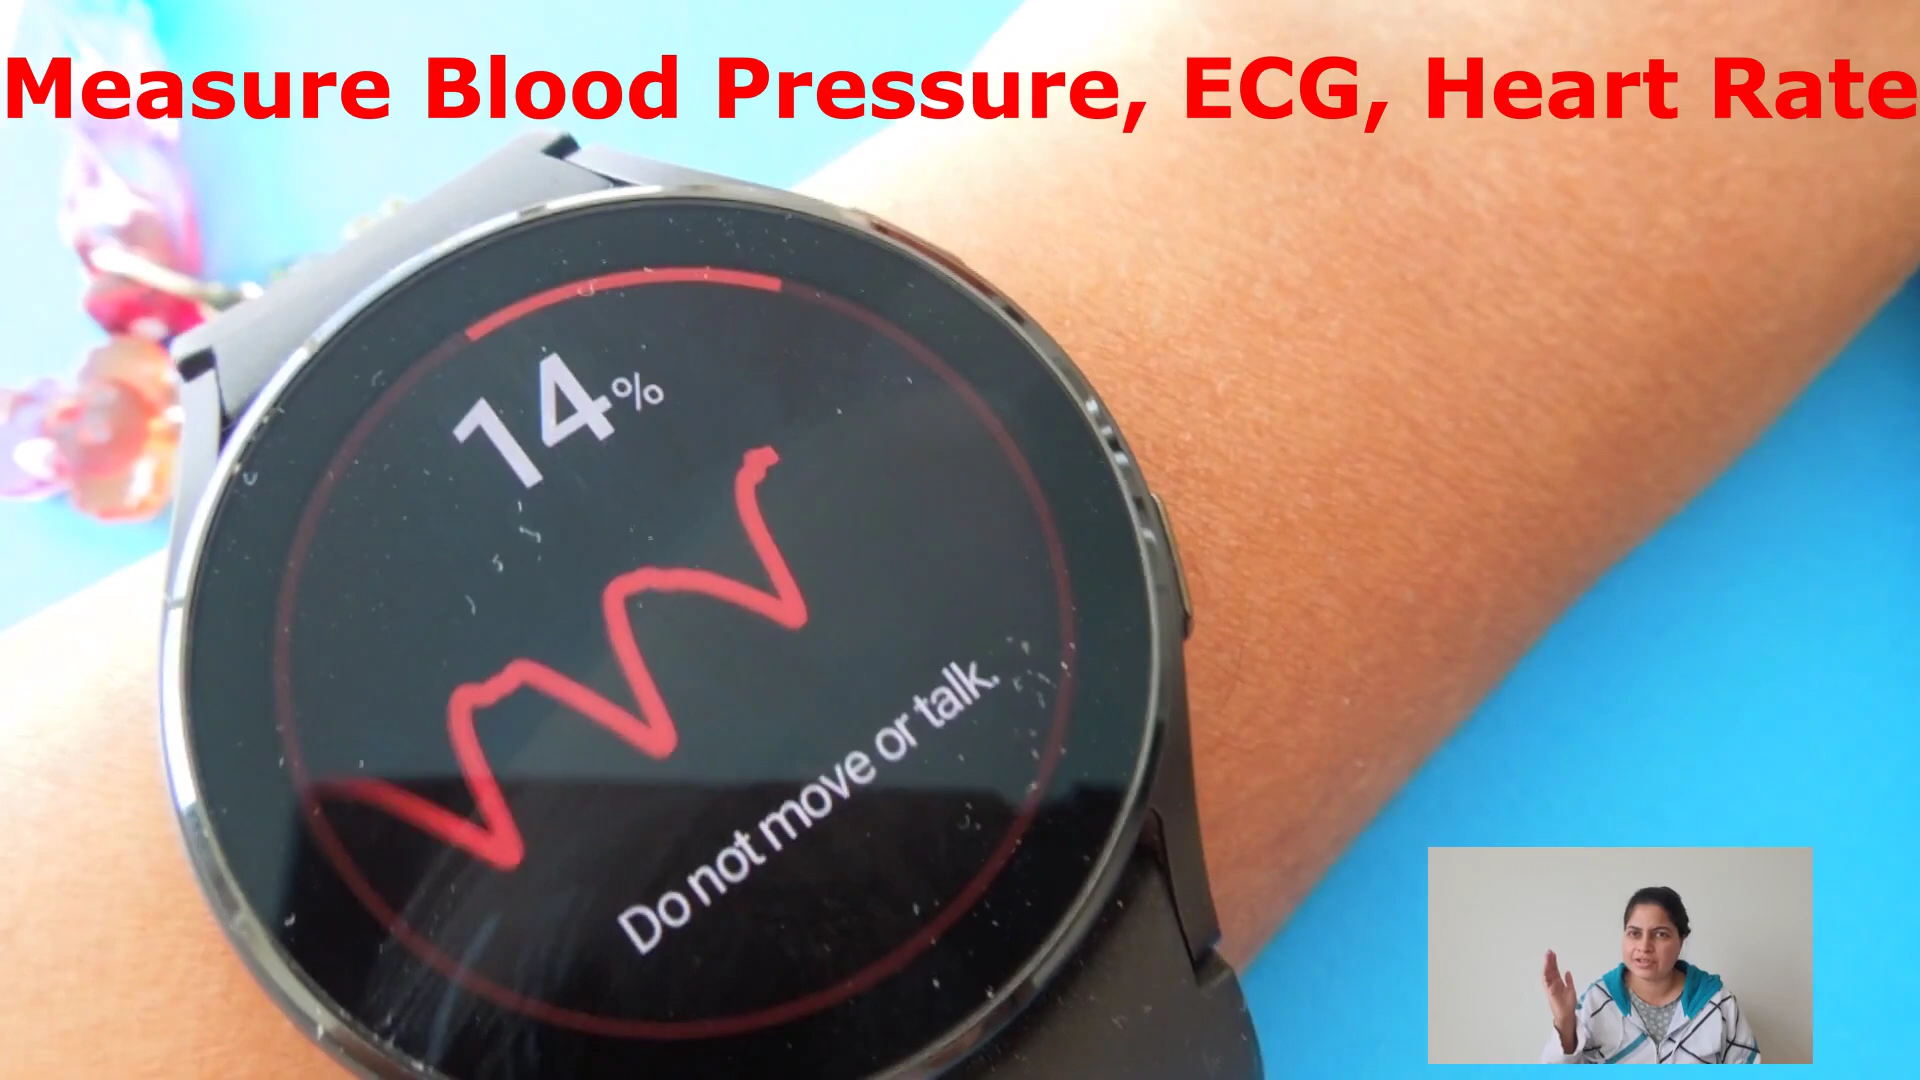 Measure Blood Pressure, ECG, Heart Rate
14%
Do not move or talk.